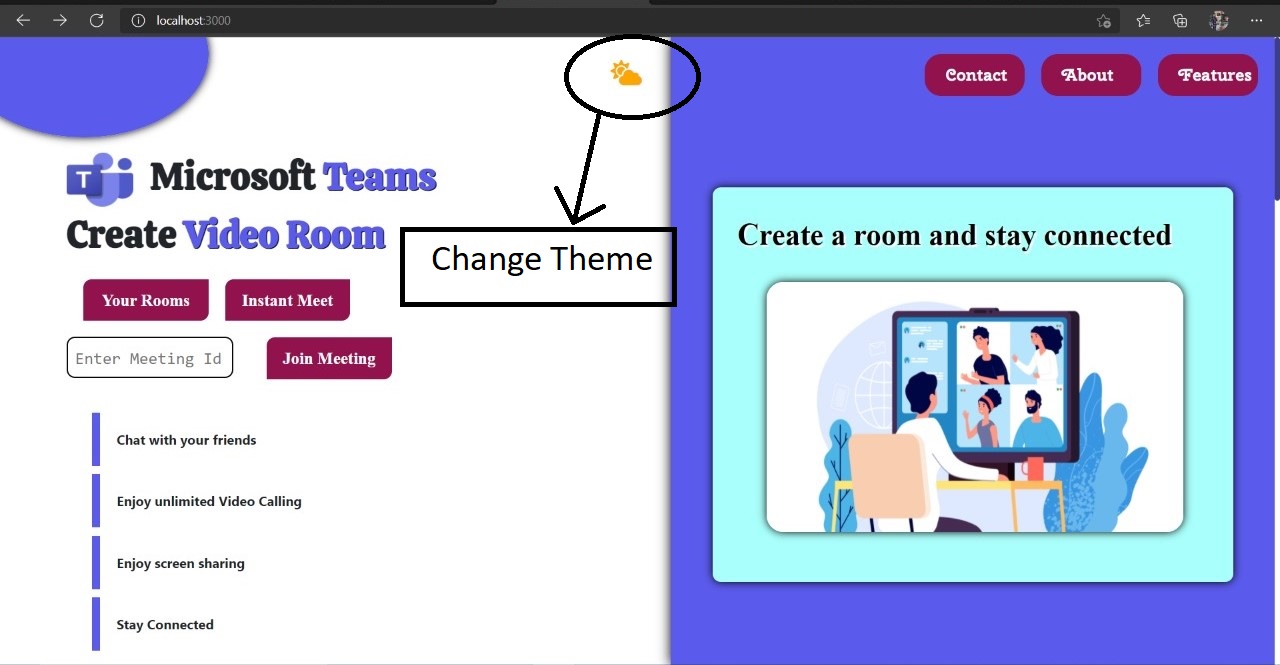 localhost:3000
Contact
About
Features
T
Microsoft Teams
Create Video Room
Change Theme
Your Rooms
Instant Meet
Enter Meeting Id
Join Meeting
Chat with your friends
Enjoy unlimited Video Calling
Enjoy screen sharing
Stay Connected
Create a room and stay connected